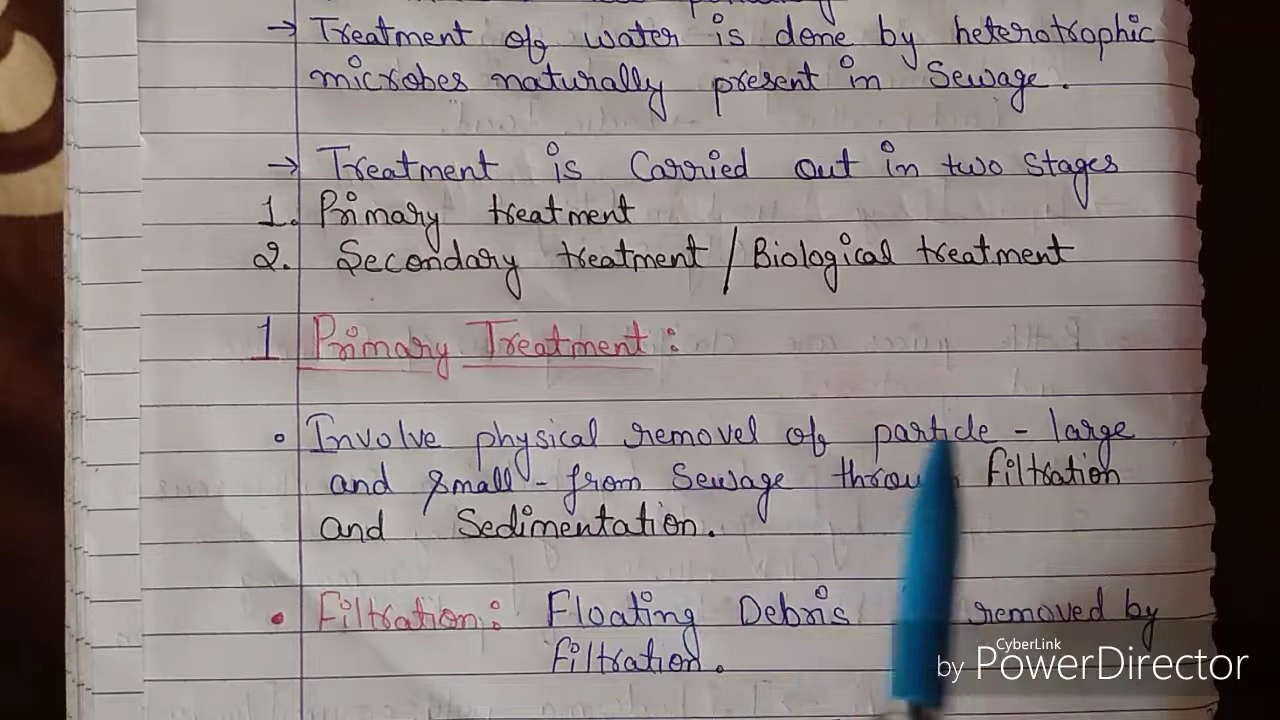 → Treatment of water is done by heterotrophic
microbes naturally present in Sewage.
→ Treatment is Carried out in two Stages
1. Primary treatment
2. Secondary treatment / Biological treatment
1 Primary Treatment:
• Involve physical removel of particle - large
and small - from Sewage filtration
and Sedimentation.
• Filtration: Floating Debris removed by
filtration.
CyberLink
by PowerDirector